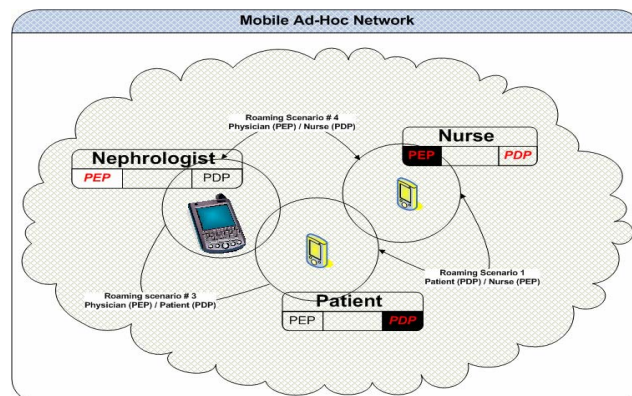 Mobile Ad-Hoc Network
Roaming Scenario # 4
Physician (PEP) / Nurse (PDP)
Nurse
PEP PDP
Nephrologist
PEP PDP
Roaming Scenario 1
Patient (PDP) / Nurse (PEP)
Roaming scenario # 3
Physician (PEP) / Patient (PDP)
Patient
PEP PDP